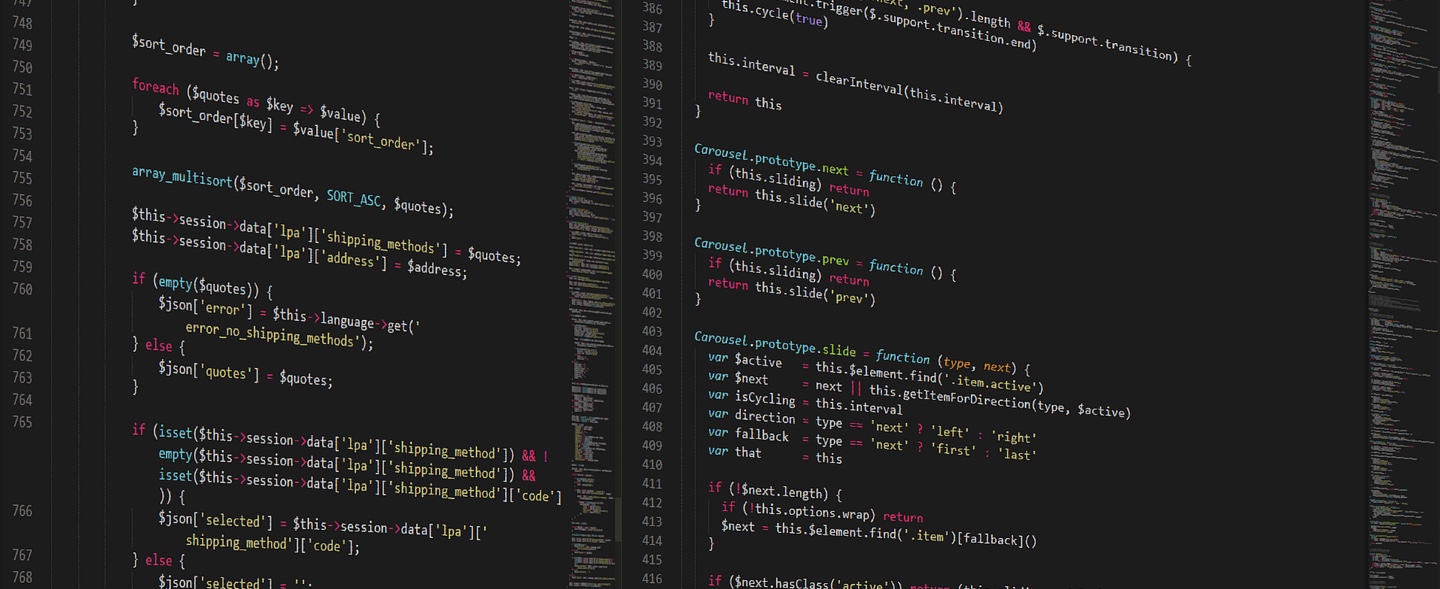 747
}
748
749 $sort_order = array();
750
751 foreach ($quotes as $key => $value) {
752 $sort_order[$key] = $value['sort_order'];
753 }
754
755 array_multisort($sort_order, SORT_ASC, $quotes);
756
757 $this->session->data['lpa']['shipping_methods'] = $quotes;
758 $this->session->data['lpa']['address'] = $address;
759
760 if (empty($quotes)) {
$json['error'] = $this->language->get('
761 error_no_shipping_methods');
762 } else {
763 $json['quotes'] = $quotes;
764 }
765
if (isset($this->session->data['lpa']['shipping_method']) && !
empty($this->session->data['lpa']['shipping_method']) &&
isset($this->session->data['lpa']['shipping_method']['code']
)) {
766 $json['selected'] = $this->session->data['lpa']['
shipping_method']['code'];
767 } else {
768 $json['selected'] = '';
next, .prev').length && $.support.transition) {
386 .trigger($.support.transition.end)
387 this.cycle(true)
388 }
389
390 this.interval = clearInterval(this.interval)
391
392 return this
393 }
394
395 Carousel.prototype.next = function () {
396 if (this.sliding) return
397 return this.slide('next')
398 }
399
400 Carousel.prototype.prev = function () {
401 if (this.sliding) return
402 return this.slide('prev')
403 }
404
405 Carousel.prototype.slide = function (type, next) {
406 var $active = this.$element.find('.item.active')
407 var $next = next || this.getItemForDirection(type, $active)
408 var isCycling = this.interval
409 var direction = type == 'next' ? 'left' : 'right'
410 var fallback = type == 'next' ? 'first' : 'last'
411 var that = this
412
413 if (!$next.length) {
414 if (!this.options.wrap) return
415 $next = this.$element.find('.item')[fallback]()
416 }
if ($next.hasClass('active')) return